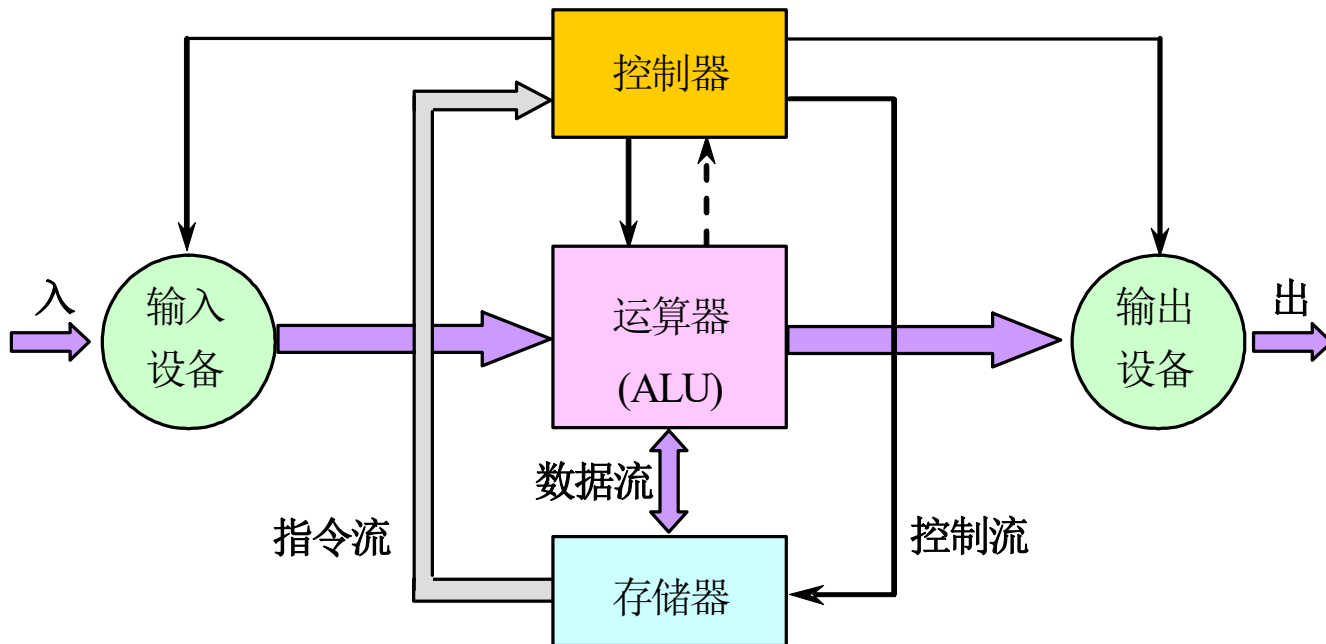 控制器
入
输入
设备
运算器
(ALU)
输出
设备
出
数据流
指令流
控制流
存储器